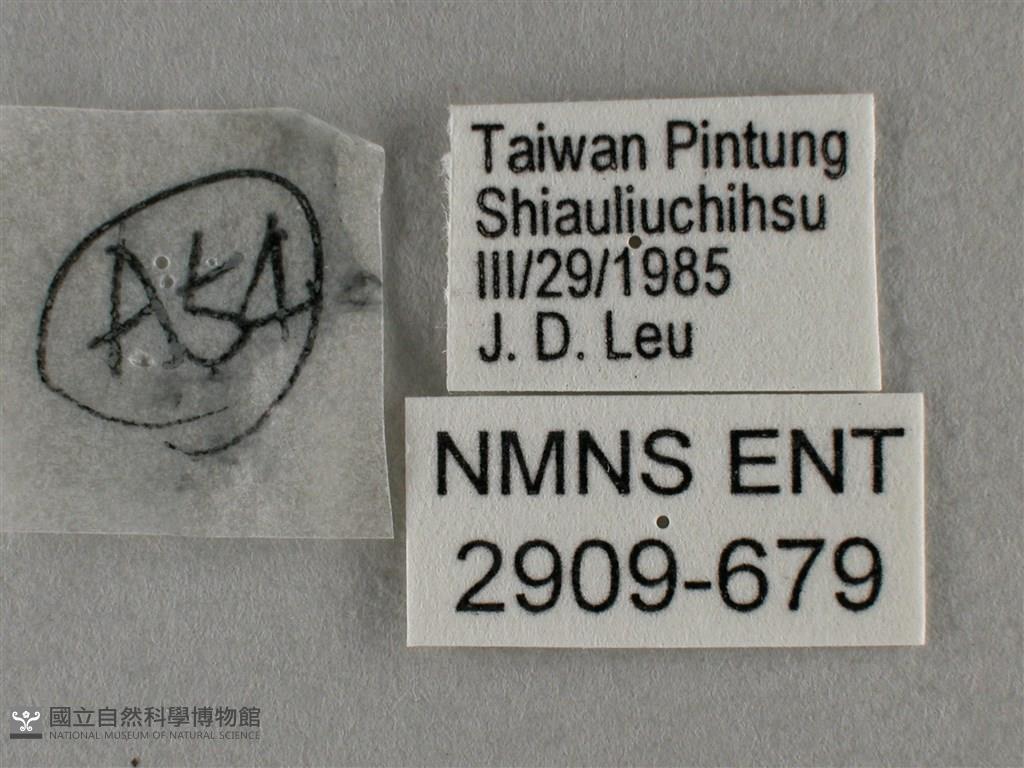 Taiwan Pintung
Shiauliuchihsu
III/29/1985
J. D. Leu
NMNS ENT
2909-679
國立自然科學博物館
NATIONAL MUSEUM OF NATURAL SCIENCE